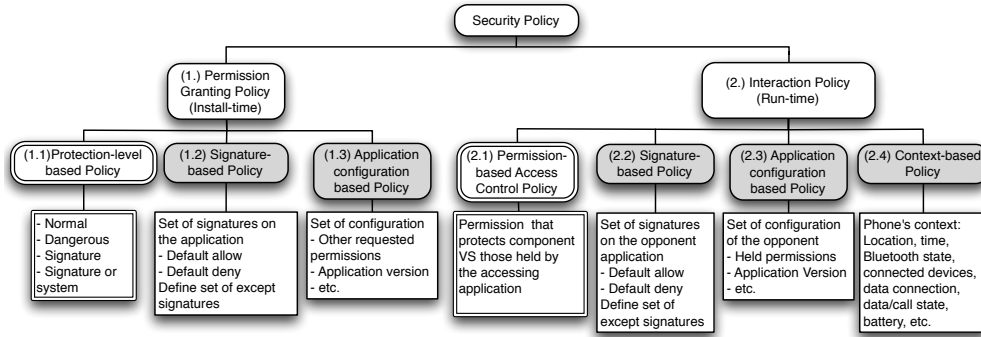 Security Policy
(1.) Permission
Granting Policy
(Install-time)
(2.) Interaction Policy
(Run-time)
(1.1)Protection-level
based Policy
(1.2) Signature-
based Policy
(1.3) Application
configuration
based Policy
(2.1) Permission-
based Access
Control Policy
(2.2) Signature-
based Policy
(2.3) Application
configuration
based Policy
(2.4) Context-based
Policy
- Normal
- Dangerous
- Signature
- Signature or
system
Set of signatures on
the application
- Default allow
- Default deny
Define set of except
signatures
Set of configuration
- Other requested
permissions
- Application version
- etc.
Permission that
protects component
VS those held by
the accessing
application
Set of signatures
on the opponent
application
- Default allow
- Default deny
Define set of
except signatures
Set of configuration
of the opponent
- Held permissions
- Application Version
- etc.
Phone's context:
Location, time,
Bluetooth state,
connected devices,
data connection,
data/call state,
battery, etc.